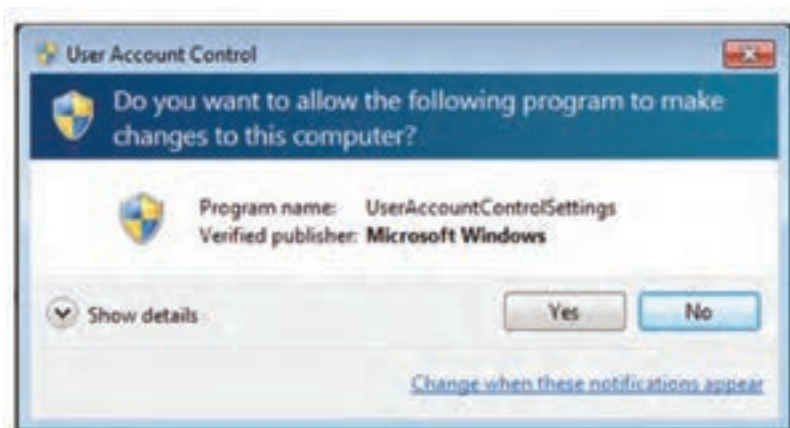 User Account Control
Do you want to allow the following program to make
changes to this computer?
Program name: UserAccountControlSettings
Verified publisher: Microsoft Windows
Show details
Yes
No
Change when these notifications appear